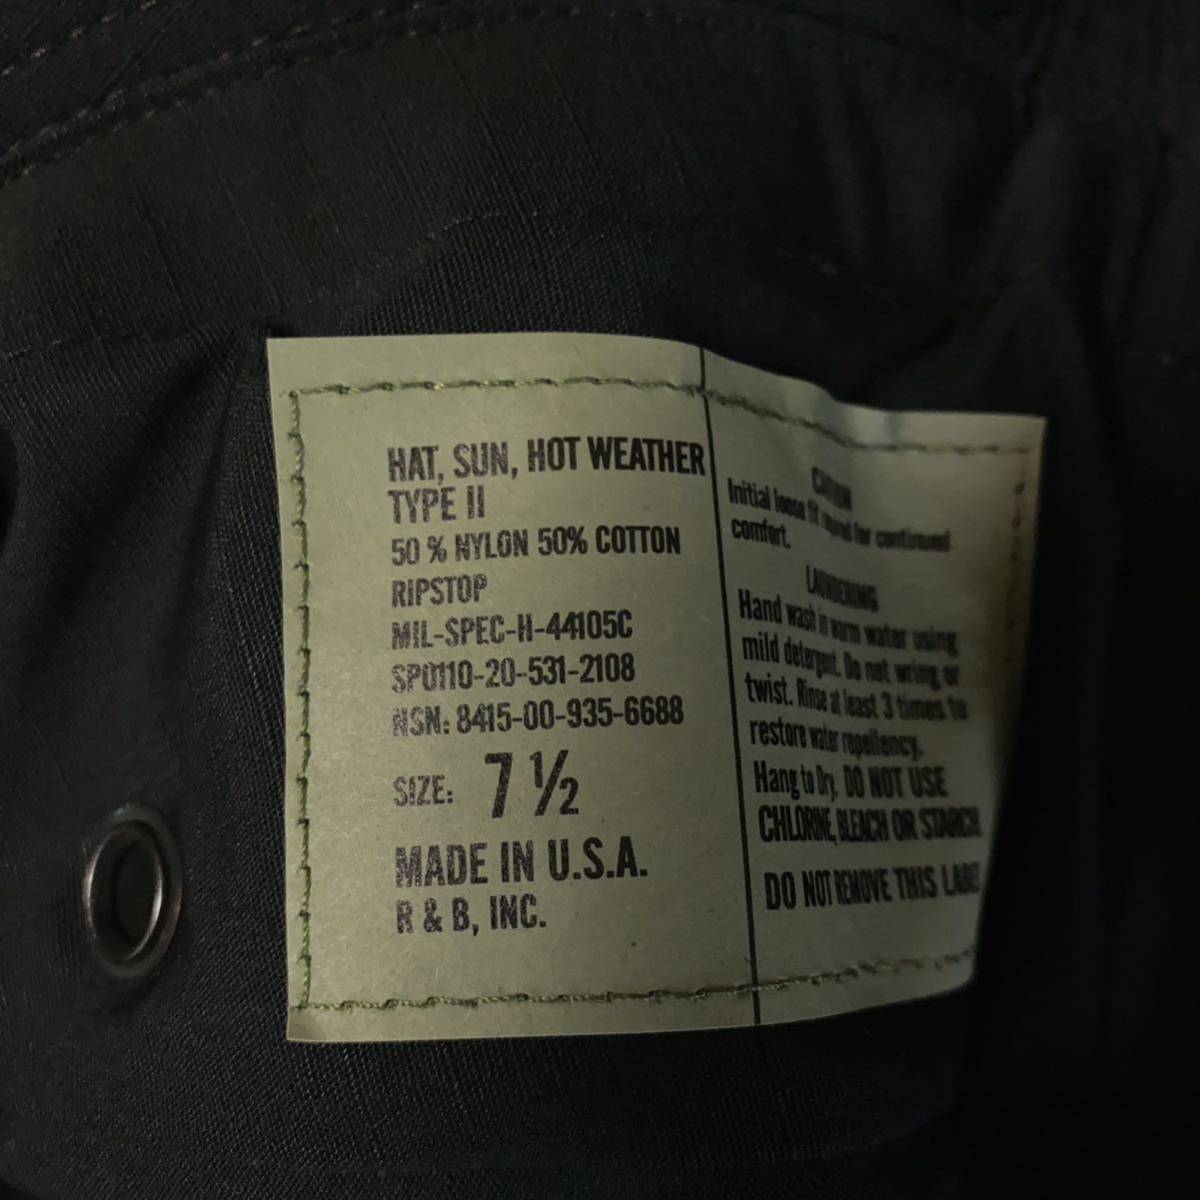 HAT, SUN, HOT WEATHER
TYPE II
50 % NYLON 50% COTTON
RIPSTOP
MIL-SPEC-H-44105C
SP0110-20-531-2108
NSN: 8415-00-935-6688
SIZE: 7 ½
MADE IN U.S.A.
R & B, INC.
CAUTION
Initial loose fit required for continued
comfort.
LAUNDERING
Hand wash in warm water using
mild detergent. Do not wring or
twist. Rinse at least 3 times to
restore water repellency.
Hang to Dry. DO NOT USE
CHLORINE, BLEACH OR STARCH.
DO NOT REMOVE THIS LABEL